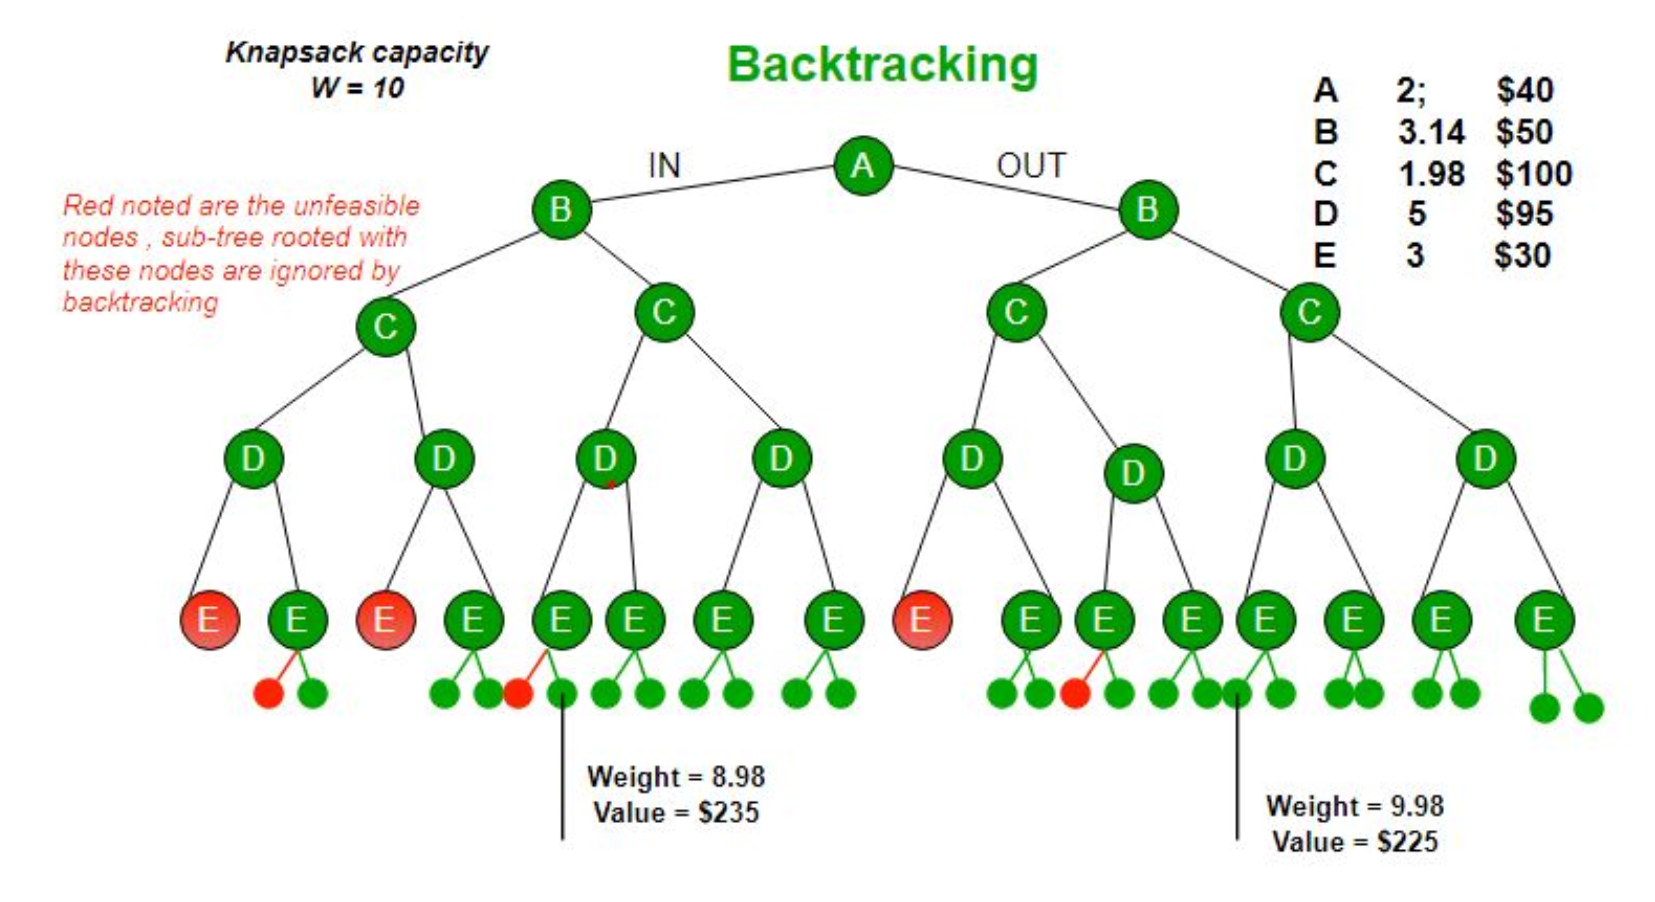 Knapsack capacity
W = 10
Backtracking
A 2; $40
B 3.14 $50
C 1.98 $100
D 5 $95
E 3 $30
IN
OUT
A
Red noted are the unfeasible
nodes , sub-tree rooted with
these nodes are ignored by
backtracking
B B
C C C C
D D D D D D D D
E E E E E E E E E E E E E E E E
Weight = 8.98
Value = $235
Weight = 9.98
Value = $225